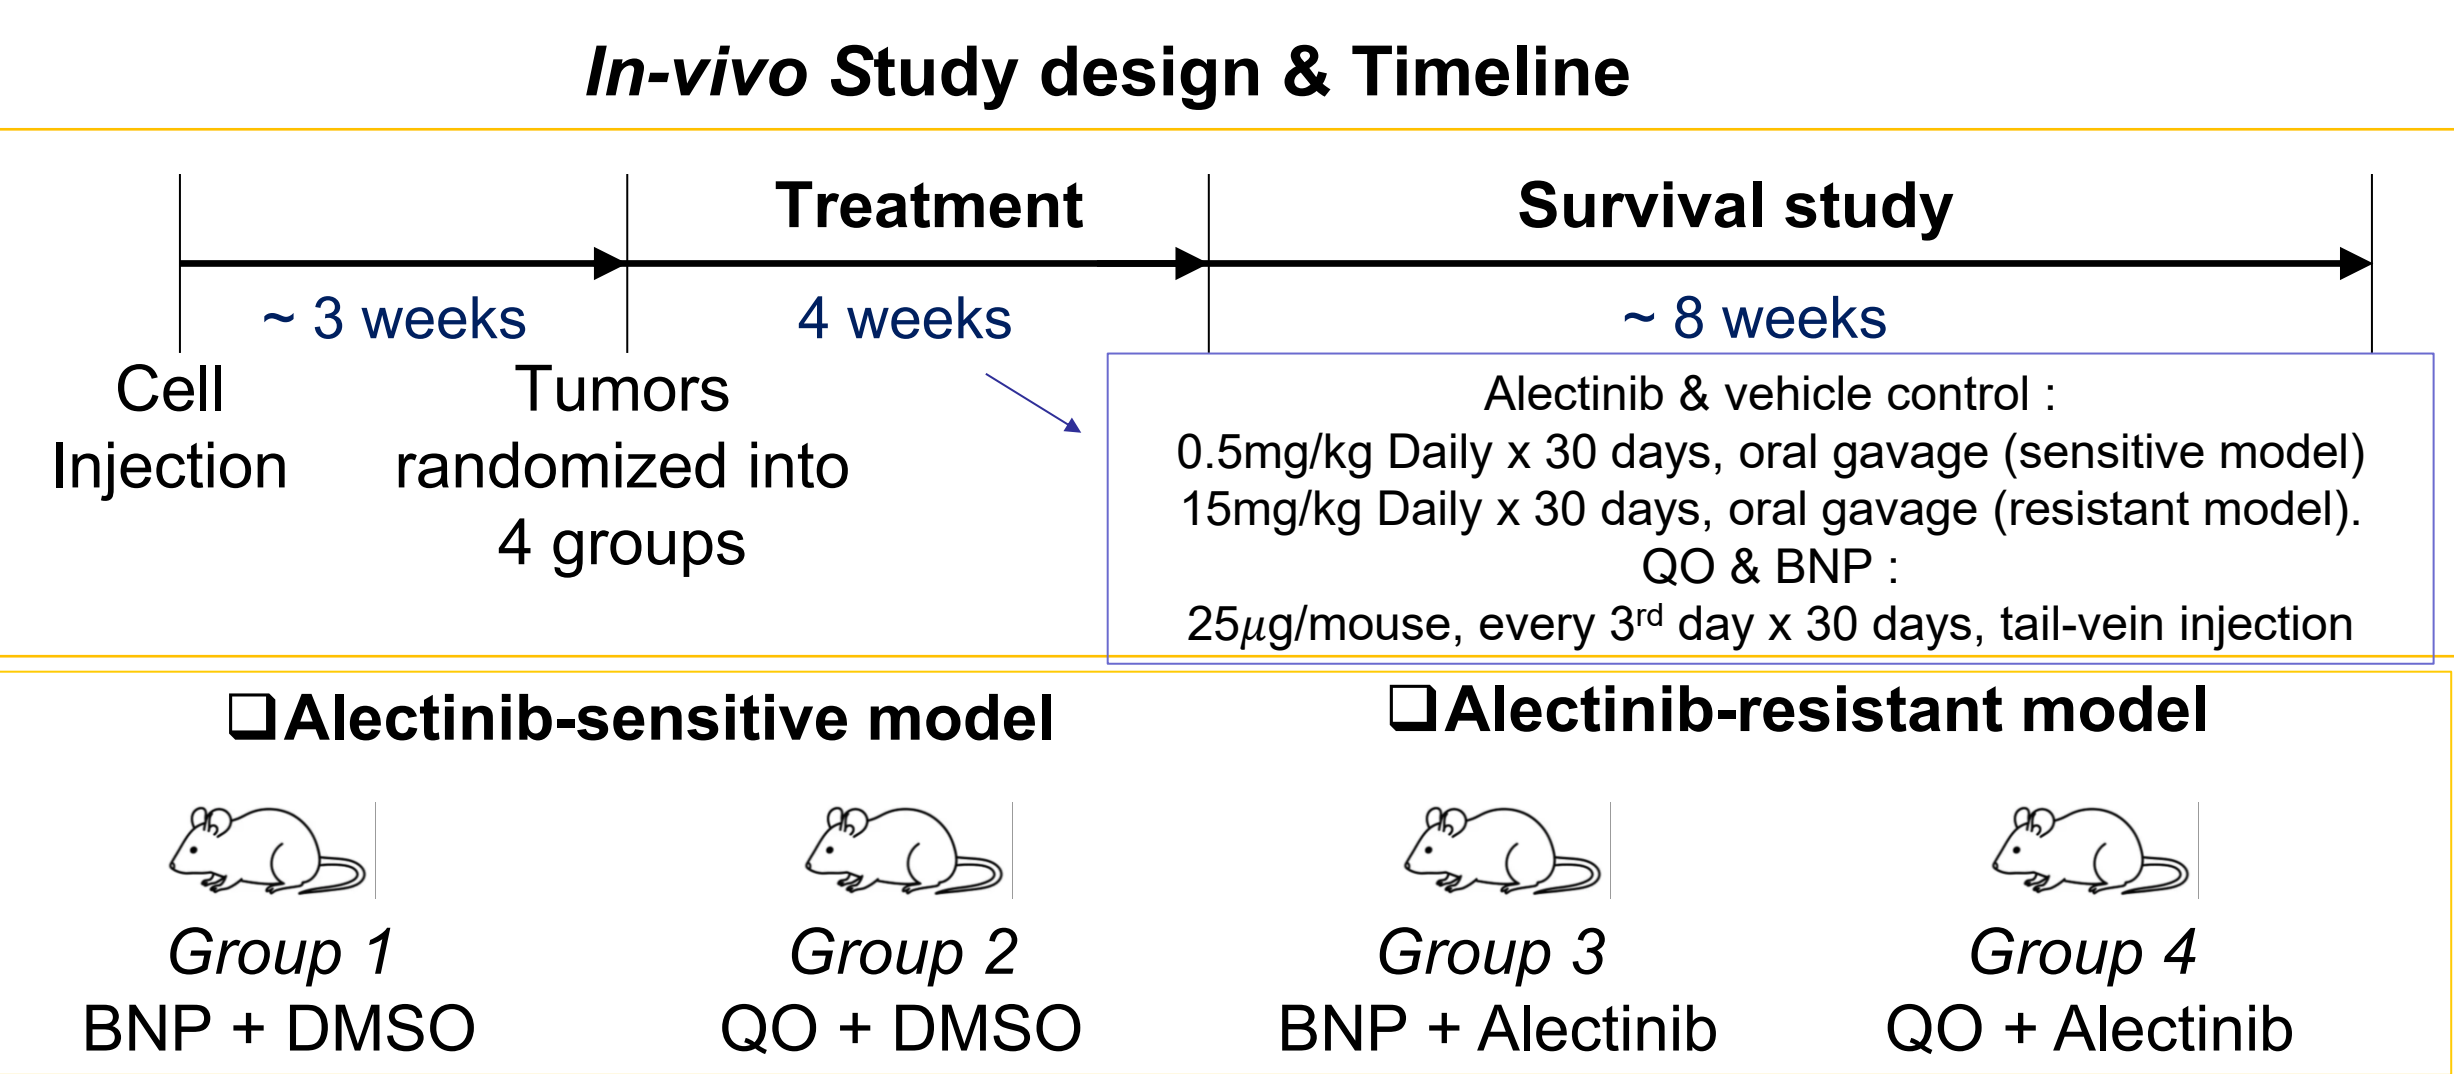 In-vivo Study design & Timeline
Treatment
Survival study
~ 3 weeks
4 weeks
~ 8 weeks
Cell
Injection
Tumors
randomized into
4 groups
Alectinib & vehicle control :
0.5mg/kg Daily x 30 days, oral gavage (sensitive model)
15mg/kg Daily x 30 days, oral gavage (resistant model).
QO & BNP :
25μg/mouse, every 3rd day x 30 days, tail-vein injection
❑Alectinib-sensitive model
❑Alectinib-resistant model
Group 1
BNP + DMSO
Group 2
QO + DMSO
Group 3
BNP + Alectinib
Group 4
QO + Alectinib